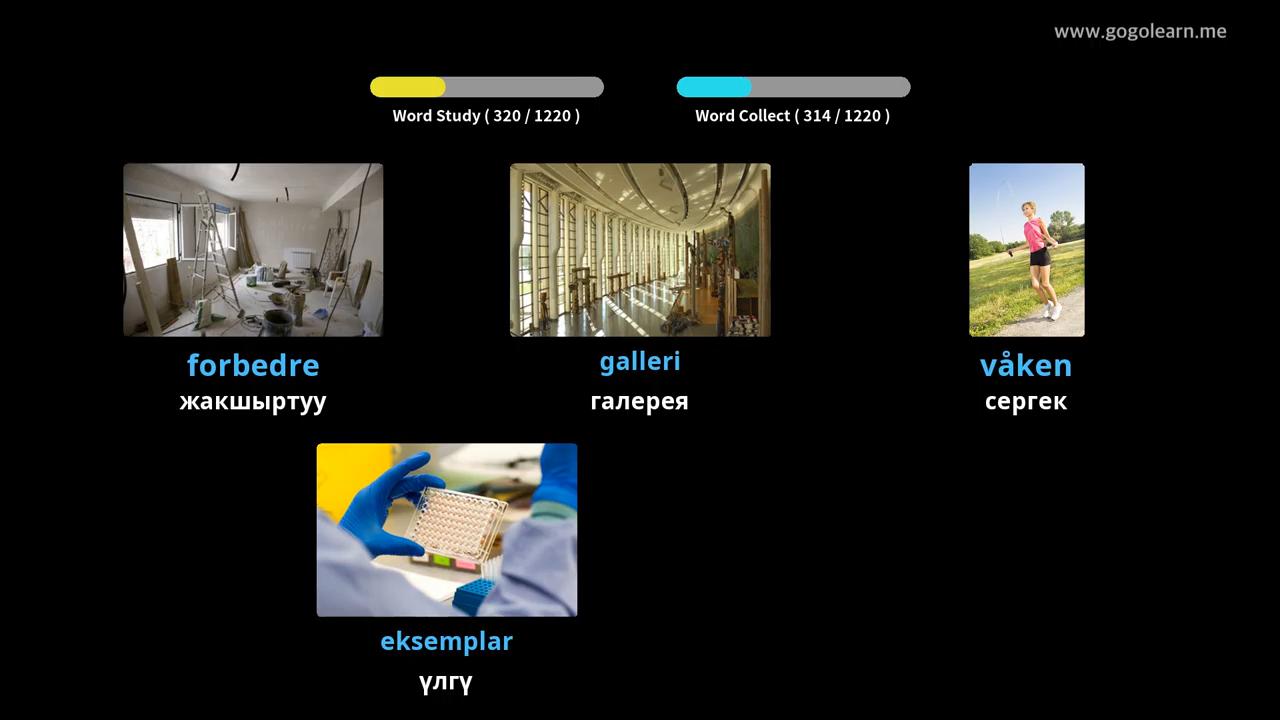 www.gogolearn.me
Word Study ( 320 / 1220 )
Word Collect ( 314 / 1220 )
forbedre
жакшыртуу
galleri
галерея
våken
сергек
eksemplar
үлгү